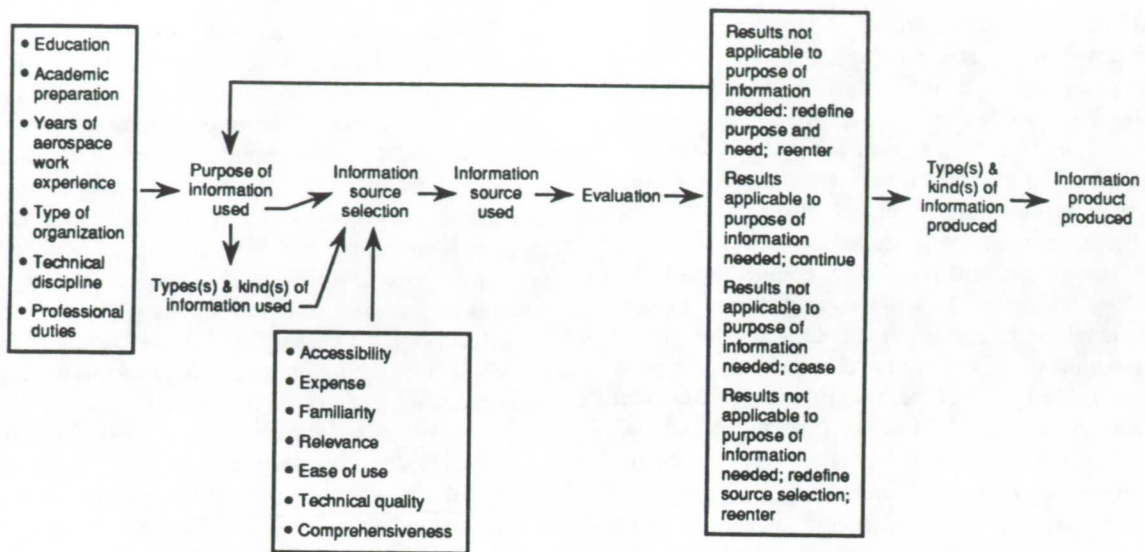 • Education
• Academic
preparation
• Years of
aerospace
work
experience
• Type of
organization
• Technical
discipline
• Professional
duties
Purpose of
information
used
Types(s) & kind(s) of
information used
Information
source
selection
• Accessibility
• Expense
• Familiarity
• Relevance
• Ease of use
• Technical quality
• Comprehensiveness
Information
source
used
Evaluation
Results not
applicable to
purpose of
information
needed: redefine
purpose and
need; reenter
Results
applicable to
purpose of
information
needed; continue
Results not
applicable to
purpose of
information
needed; cease
Results not
applicable to
purpose of
information
needed; redefine
source selection;
reenter
Type(s) &
kind(s) of
information
produced
Information
product
produced